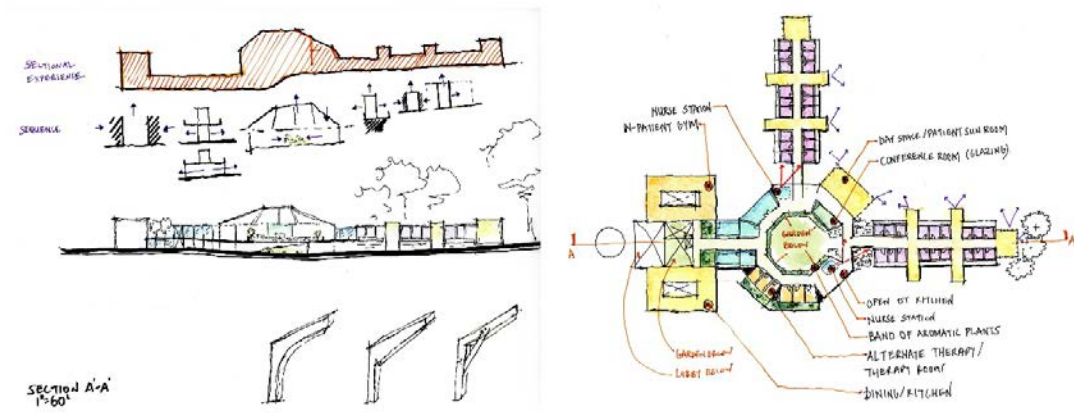 SECTIONAL
EXPERIENCE
SEQUENCE
SECTION A'-A'
1"=60'
NURSE STATION
IN-PATIENT GYM
DAY SPACE/PATIENT SUN ROOM
CONFERENCE ROOM (GLAZING)
GARDEN
BELOW
A
A
OPEN OT KITCHEN
NURSE STATION
BAND OF AROMATIC PLANTS
ALTERNATE THERAPY/
THERAPY ROOMS
GARDEN BELOW
LOBBY BELOW
DINING/KITCHEN